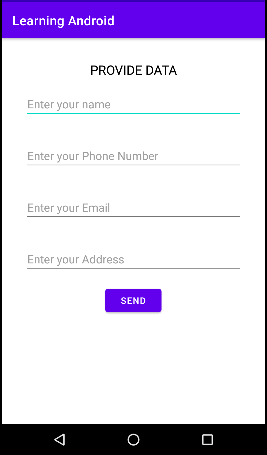 Learning Android
PROVIDE DATA
Enter your name
Enter your Phone Number
Enter your Email
Enter your Address
SEND